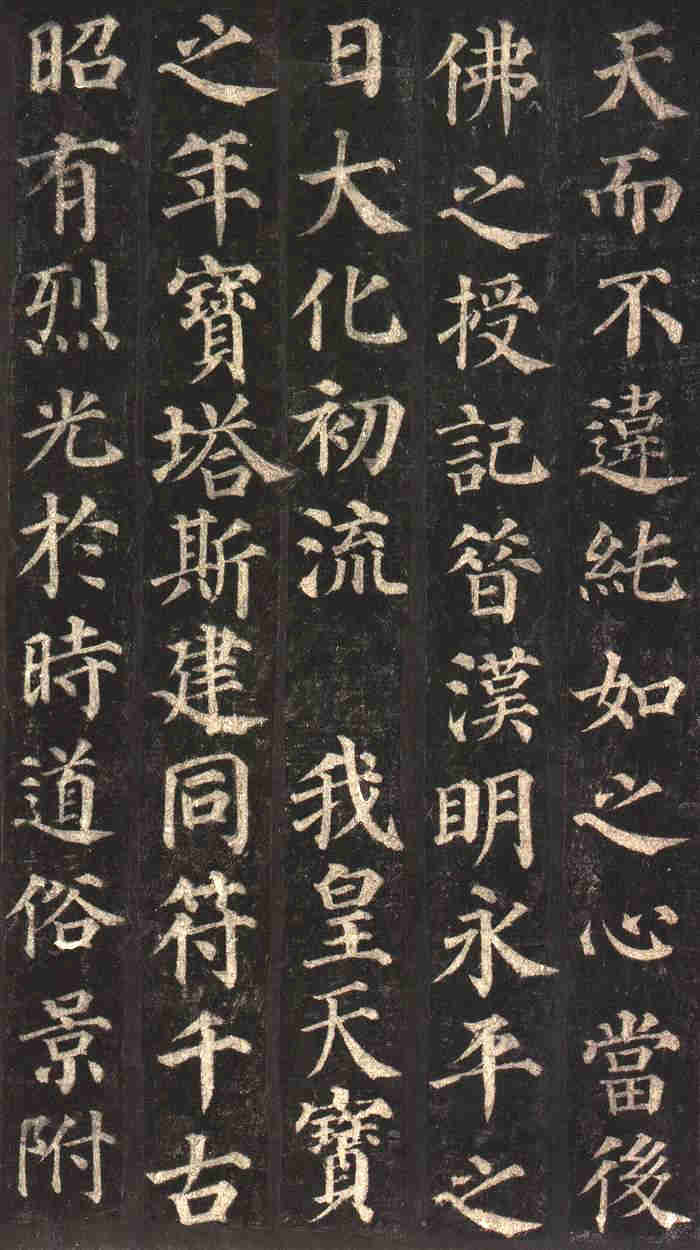 天而不違純如之心當後
佛之授記昔漢眀永平之
日大化初流　我皇天寶
之年寶塔斯建同符千古
昭有烈光於時道俗景附